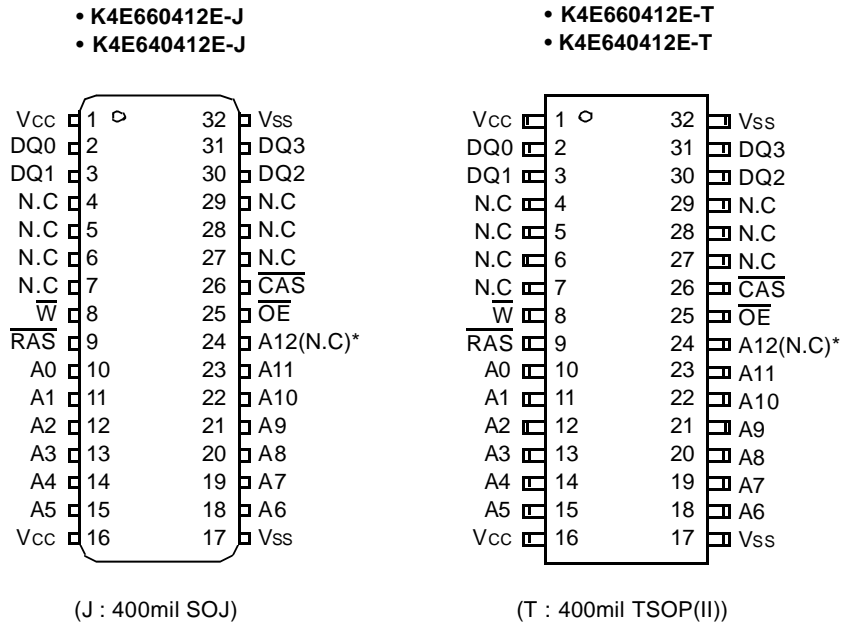 • K4E660412E-J
• K4E640412E-J
Vcc 1 32 Vss
DQ0 2 31 DQ3
DQ1 3 30 DQ2
N.C 4 29 N.C
N.C 5 28 N.C
N.C 6 27 N.C
N.C 7 26 C̅A̅S̅
W̅ 8 25 O̅E̅
R̅A̅S̅ 9 24 A12(N.C)*
A0 10 23 A11
A1 11 22 A10
A2 12 21 A9
A3 13 20 A8
A4 14 19 A7
A5 15 18 A6
Vcc 16 17 Vss
(J : 400mil SOJ)
• K4E660412E-T
• K4E640412E-T
Vcc 1 32 Vss
DQ0 2 31 DQ3
DQ1 3 30 DQ2
N.C 4 29 N.C
N.C 5 28 N.C
N.C 6 27 N.C
N.C 7 26 C̅A̅S̅
W̅ 8 25 O̅E̅
R̅A̅S̅ 9 24 A12(N.C)*
A0 10 23 A11
A1 11 22 A10
A2 12 21 A9
A3 13 20 A8
A4 14 19 A7
A5 15 18 A6
Vcc 16 17 Vss
(T : 400mil TSOP(II))